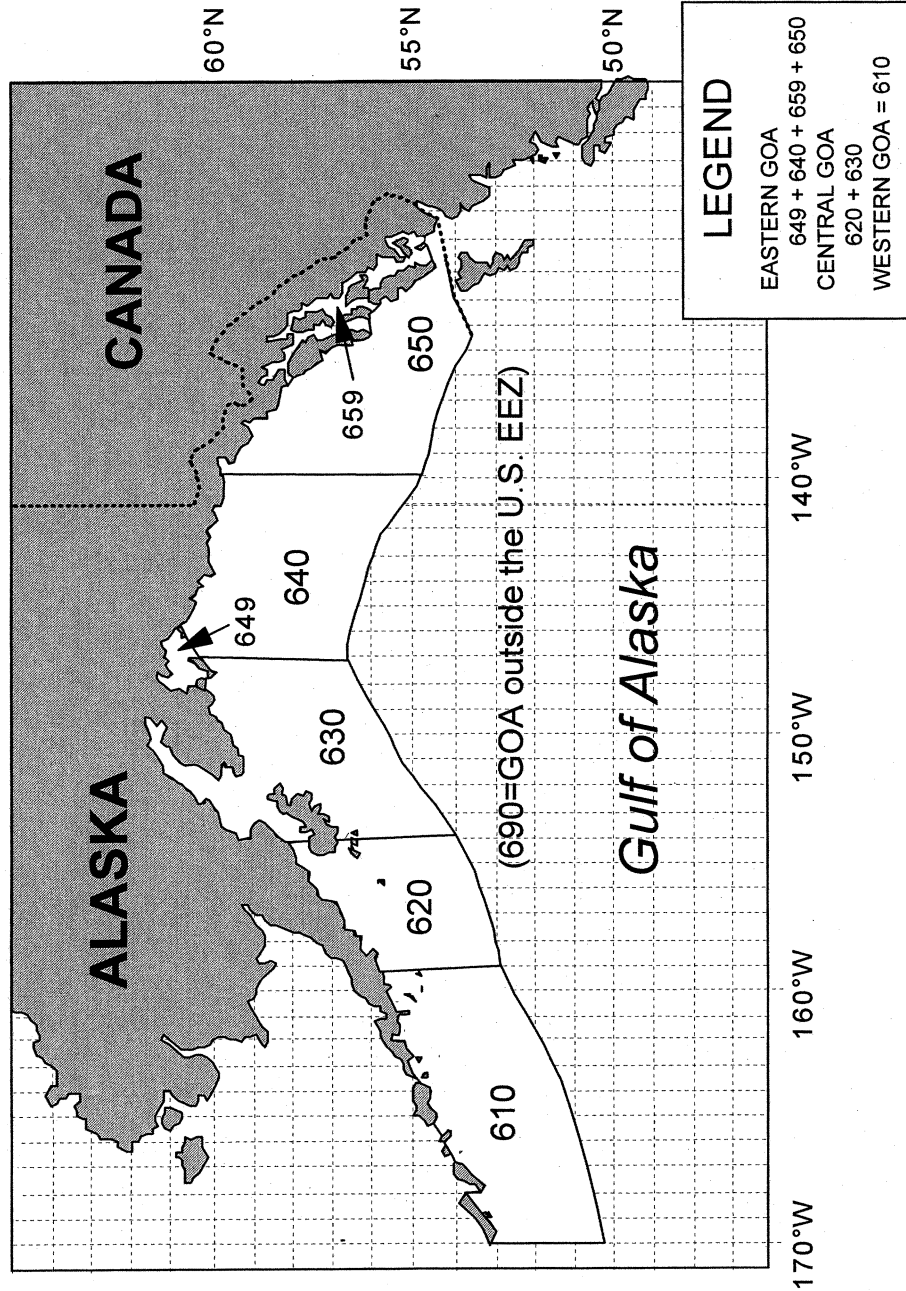 ALASKA
CANADA
60°N
55°N
50°N
649
640
659
650
630
620
610
(690=GOA outside the U.S. EEZ)
Gulf of Alaska
170°W
160°W
150°W
140°W
LEGEND
EASTERN GOA
649 + 640 + 659 + 650
CENTRAL GOA
620 + 630
WESTERN GOA = 610